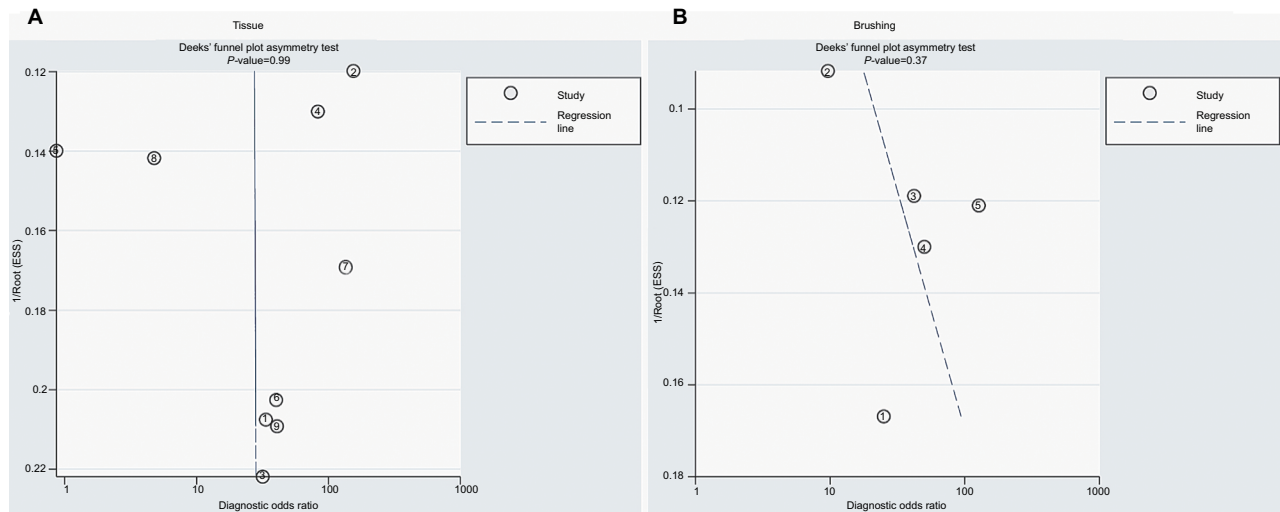 A
Tissue
Deeks' funnel plot asymmetry test
P-value=0.99
1/Root (ESS)
0.12
0.14
0.16
0.18
0.2
0.22
2
4
5
8
7
6
1
9
3
1
10
100
1000
Diagnostic odds ratio
Study
Regression
line
B
Brushing
Deeks' funnel plot asymmetry test
P-value=0.37
1/Root (ESS)
0.1
0.12
0.14
0.16
0.18
2
3
5
4
1
1
10
100
1000
Diagnostic odds ratio
Study
Regression
line